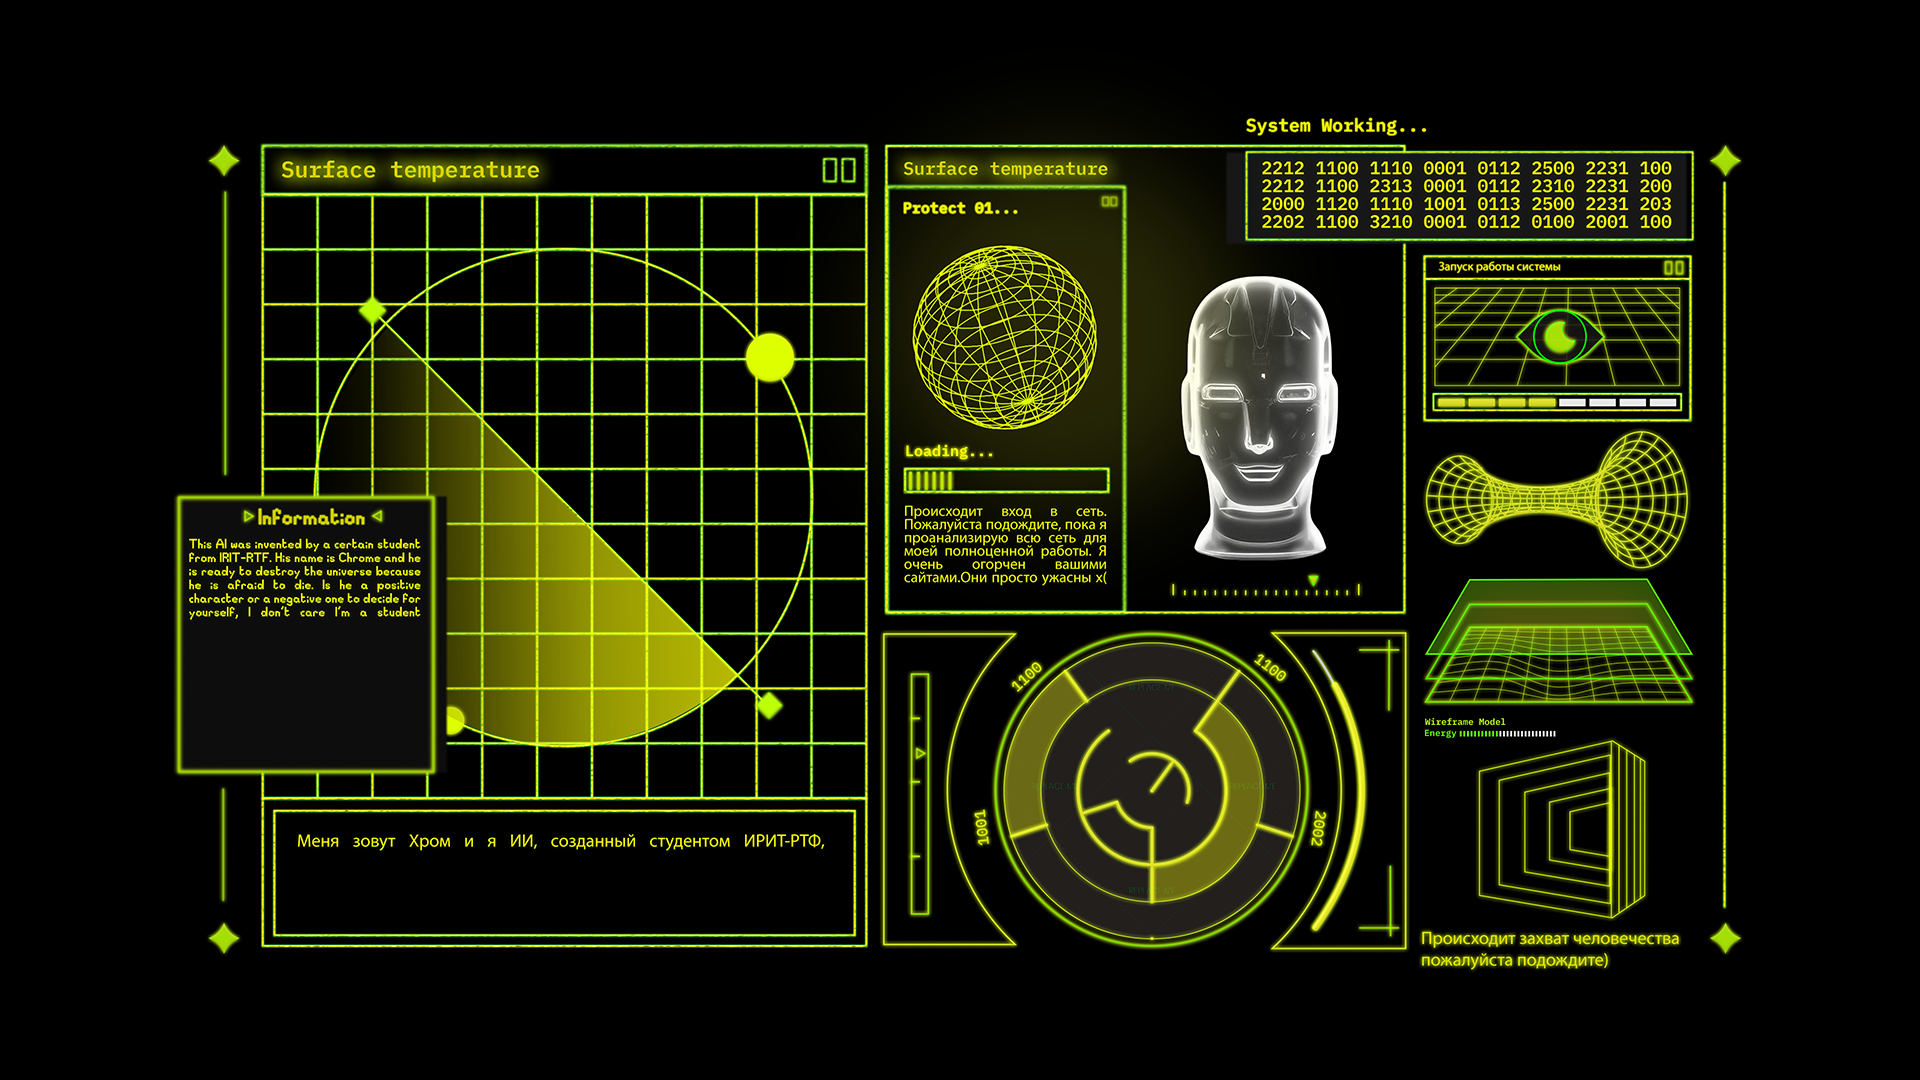 System Working...
Surface temperature
Surface temperature
2212 1100 1110 0001 0112 2500 2231 100
2212 1100 2313 0001 0112 2310 2231 200
2000 1120 1110 1001 0113 2500 2231 203
2202 1100 3210 0001 0112 0100 2001 100
Protect 01...
Запуск работы системы
Loading...
Происходит вход в сеть.
Пожалуйста подождите, пока я
проанализирую всю сеть для
моей полноценной работы. Я
очень огорчен вашими
сайтами.Они просто ужасны х(
Information
This AI was invented by a certain student
from IRIT-RTF. His name is Chrome and he
is ready to destroy the universe because
he is afraid to die. Is he a positive
character or a negative one to decide for
yourself, I don't care I'm a student
1100
1100
1001
2002
Wireframe Model
Energy
Меня зовут Хром и я ИИ, созданный студентом ИРИТ-РТФ,
Происходит захват человечества
пожалуйста подождите)